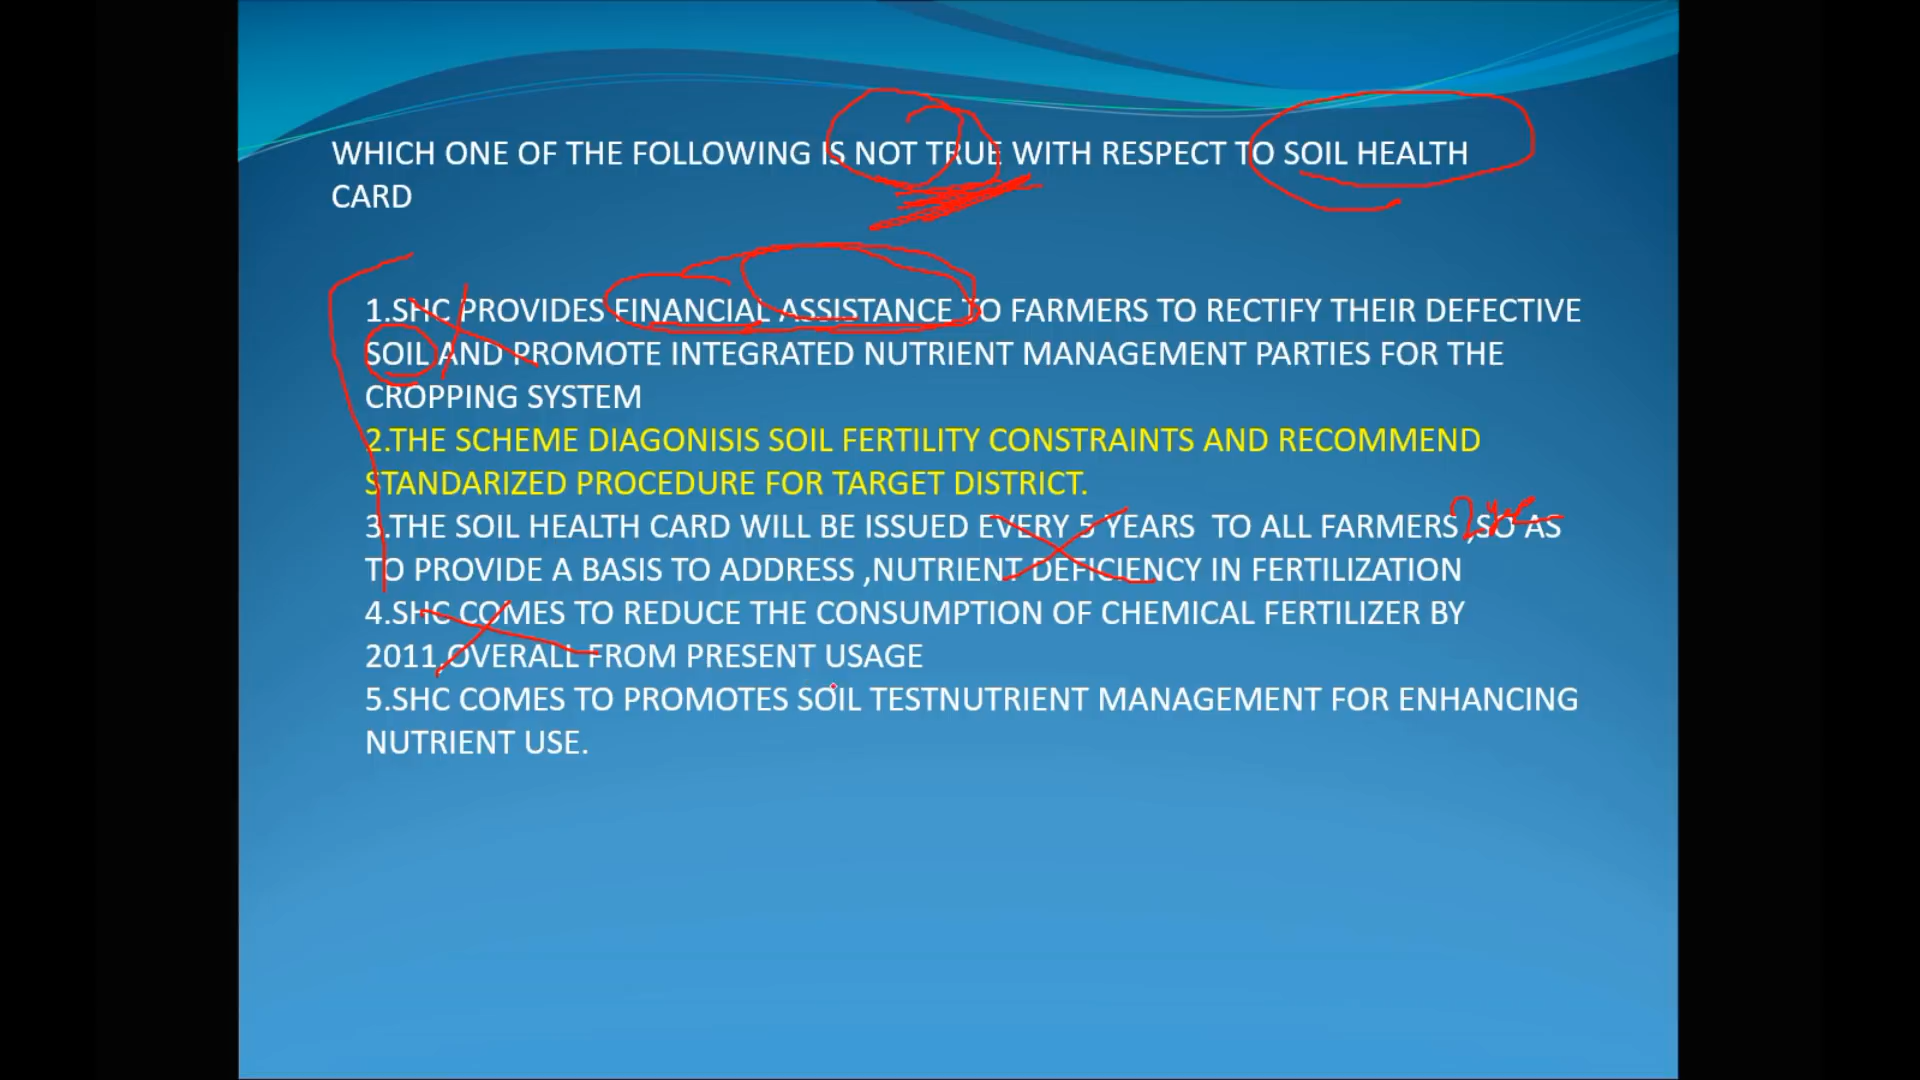 WHICH ONE OF THE FOLLOWING IS NOT TRUE WITH RESPECT TO SOIL HEALTH
CARD
1.SHC PROVIDES FINANCIAL ASSISTANCE TO FARMERS TO RECTIFY THEIR DEFECTIVE
SOIL AND PROMOTE INTEGRATED NUTRIENT MANAGEMENT PARTIES FOR THE
CROPPING SYSTEM
2.THE SCHEME DIAGONISIS SOIL FERTILITY CONSTRAINTS AND RECOMMEND
STANDARIZED PROCEDURE FOR TARGET DISTRICT.
2
3.THE SOIL HEALTH CARD WILL BE ISSUED EVERY 5 YEARS TO ALL FARMERS ,SO AS
TO PROVIDE A BASIS TO ADDRESS ,NUTRIENT DEFICIENCY IN FERTILIZATION
4.SHC COMES TO REDUCE THE CONSUMPTION OF CHEMICAL FERTILIZER BY
2011,OVERALL FROM PRESENT USAGE
5.SHC COMES TO PROMOTES SOIL TESTNUTRIENT MANAGEMENT FOR ENHANCING
NUTRIENT USE.